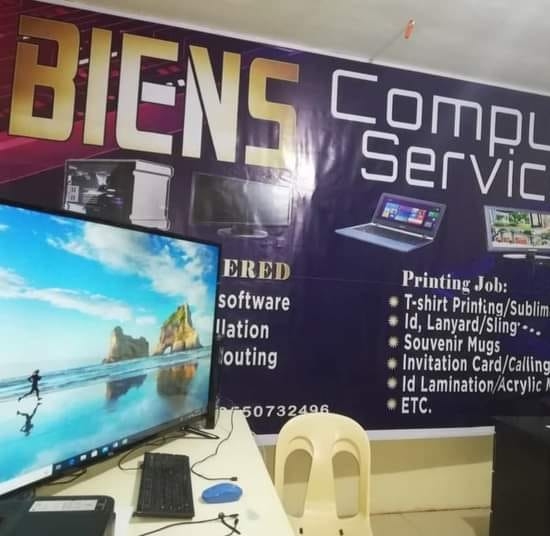 BIENS
Compu
Servic
ERED
software
llation
outing
550732496
Printing Job:
T-shirt Printing/Sublim
Id, Lanyard/Sling
Souvenir Mugs
Invitation Card/Calling
Id Lamination/Acrylic
ETC.